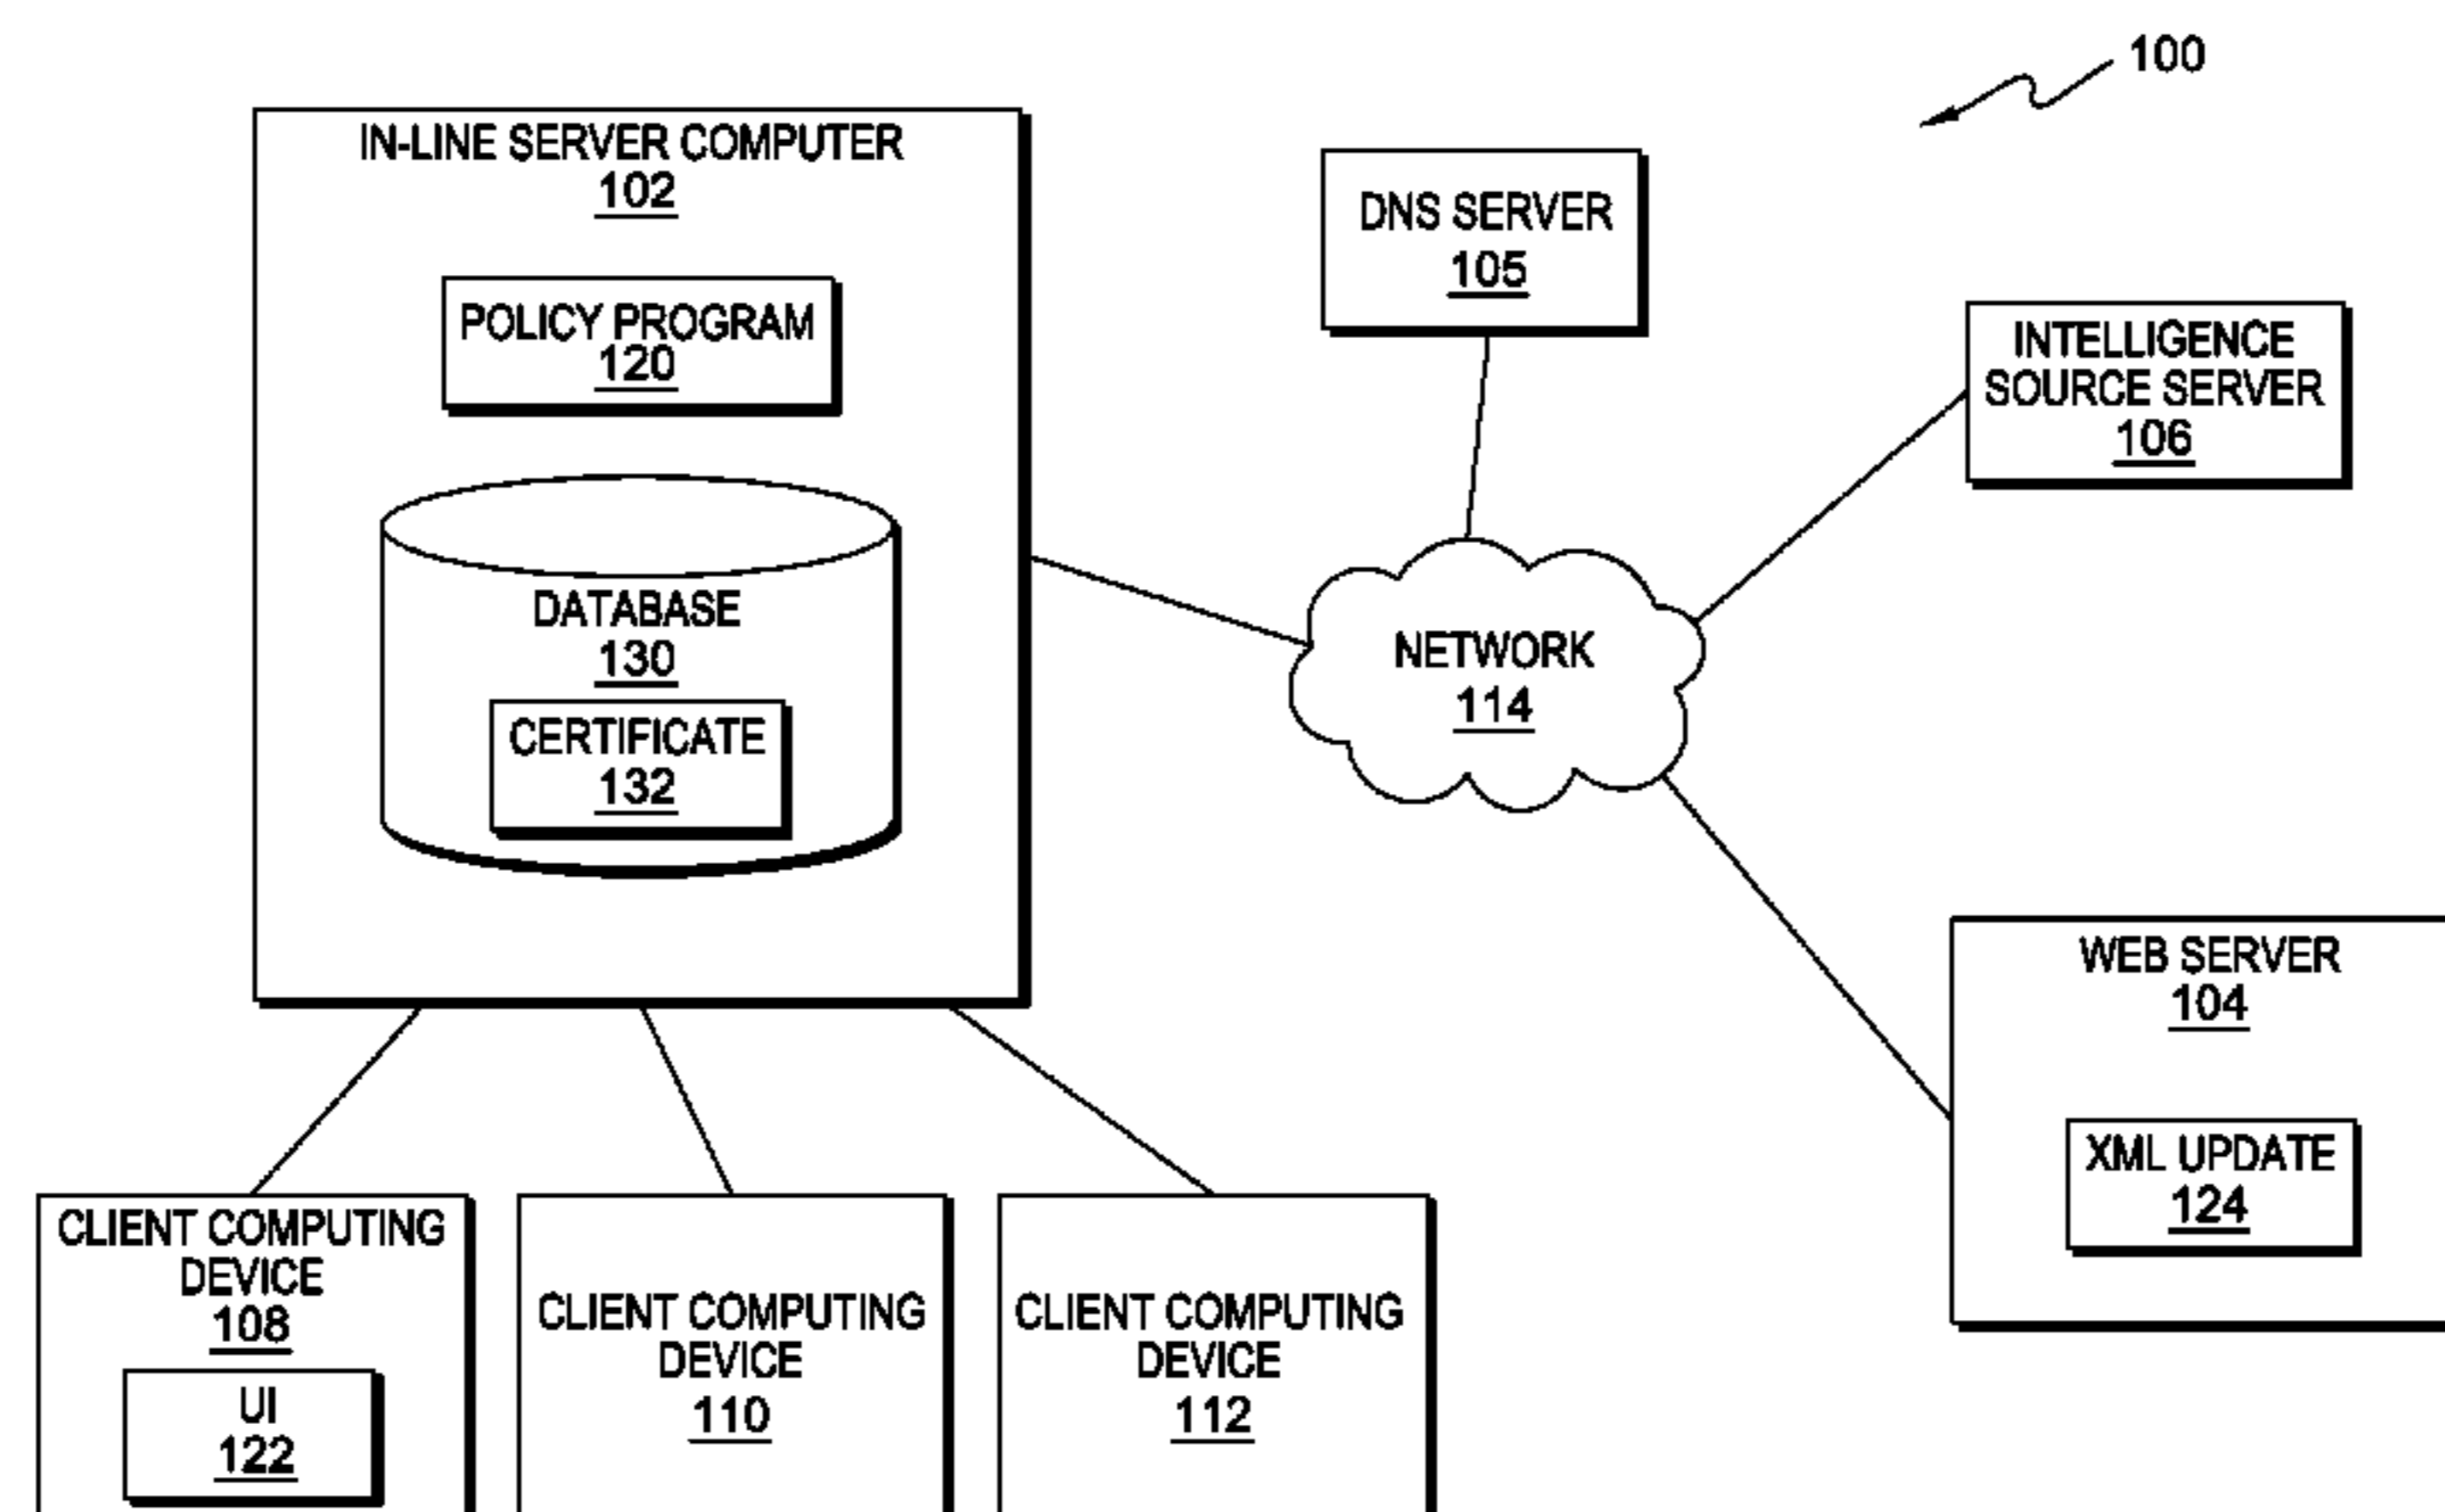 100
IN-LINE SERVER COMPUTER
102
POLICY PROGRAM
120
DATABASE
130
CERTIFICATE
132
DNS SERVER
105
INTELLIGENCE
SOURCE SERVER
106
NETWORK
114
WEB SERVER
104
XML UPDATE
124
CLIENT COMPUTING
DEVICE
108
UI
122
CLIENT COMPUTING
DEVICE
110
CLIENT COMPUTING
DEVICE
112